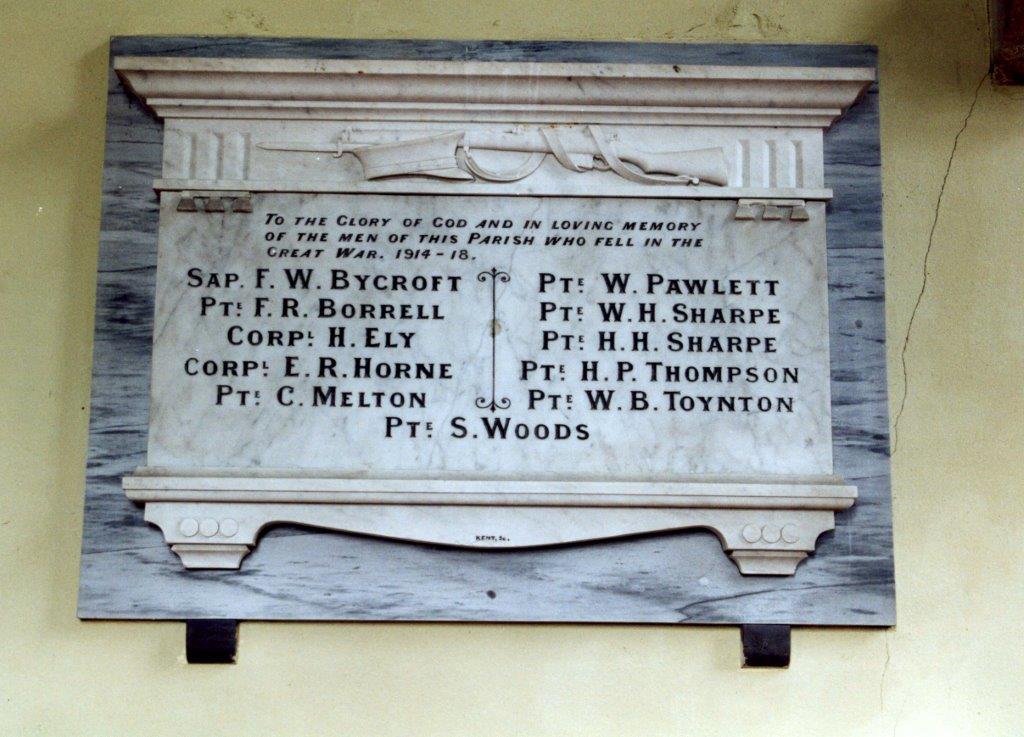 To the Glory of God and in loving memory
of the men of this Parish who fell in the
Great War. 1914-18.
Sap. F. W. Bycroft
Pte. F. R. Borrell
Corpl. H. Ely
Corpl. E. R. Horne
Pte. C. Melton
Pte. W. Pawlett
Pte. W. H. Sharpe
Pte. H. H. Sharpe
Pte. H. P. Thompson
Pte. W. B. Toynton
Pte. S. Woods
Kent, Sc.